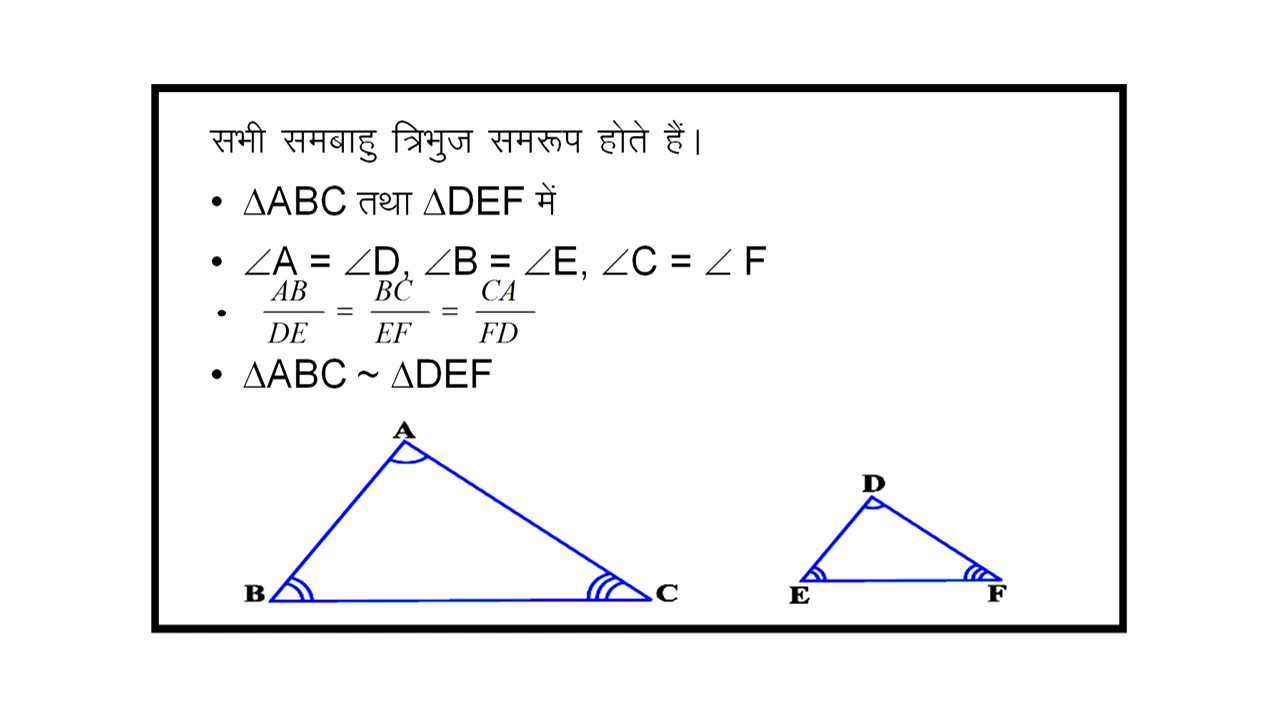 सभी समबाहु त्रिभुज समरूप होते हैं।
• ΔABC तथा ΔDEF में
• ∠A = ∠D, ∠B = ∠E, ∠C = ∠ F
• AB/DE = BC/EF = CA/FD
• ΔABC ~ ΔDEF
A
D
B
C
E
F